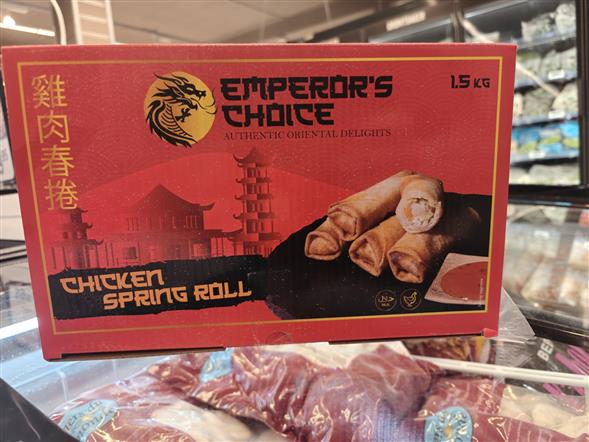 雞肉春捲
EMPEROR'S
CHOICE
AUTHENTIC ORIENTAL DELIGHTS
1.5 KG
CHICKEN
SPRING ROLL